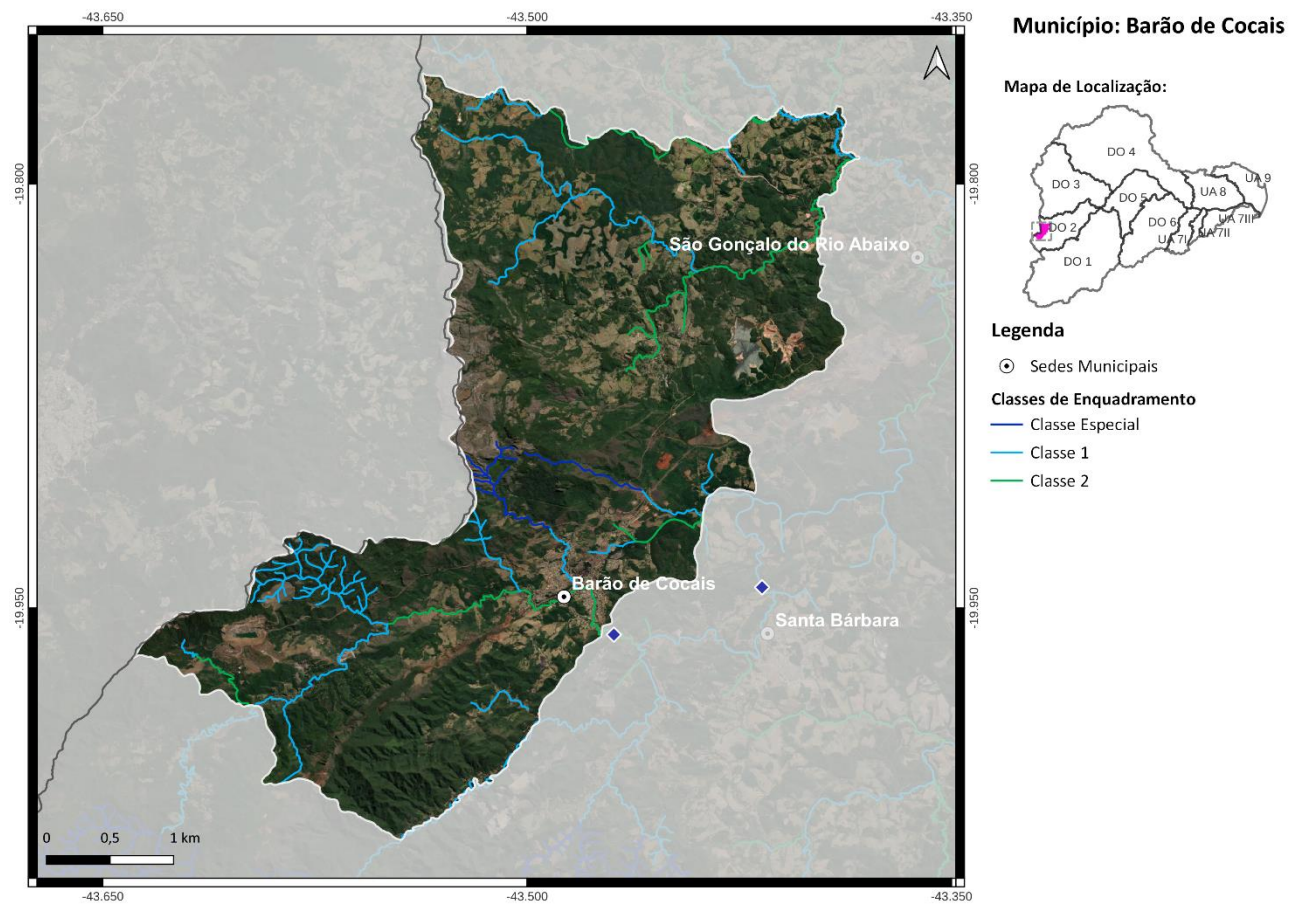 Município: Barão de Cocais
-43.650
-43.500
-43.350
Mapa de Localização:
DO 4
DO 3
UA 9
UA 8
DO 5
DO 6
UA 7III
DO 2
UA 7II
UA 7I
DO 1
-19.800
-19.800
São Gonçalo do Rio Abaixo
Legenda
Sedes Municipais
Classes de Enquadramento
Classe Especial
Classe 1
Classe 2
Barão de Cocais
Santa Bárbara
-19.950
-19.950
0 0,5 1 km
-43.650
-43.500
-43.350